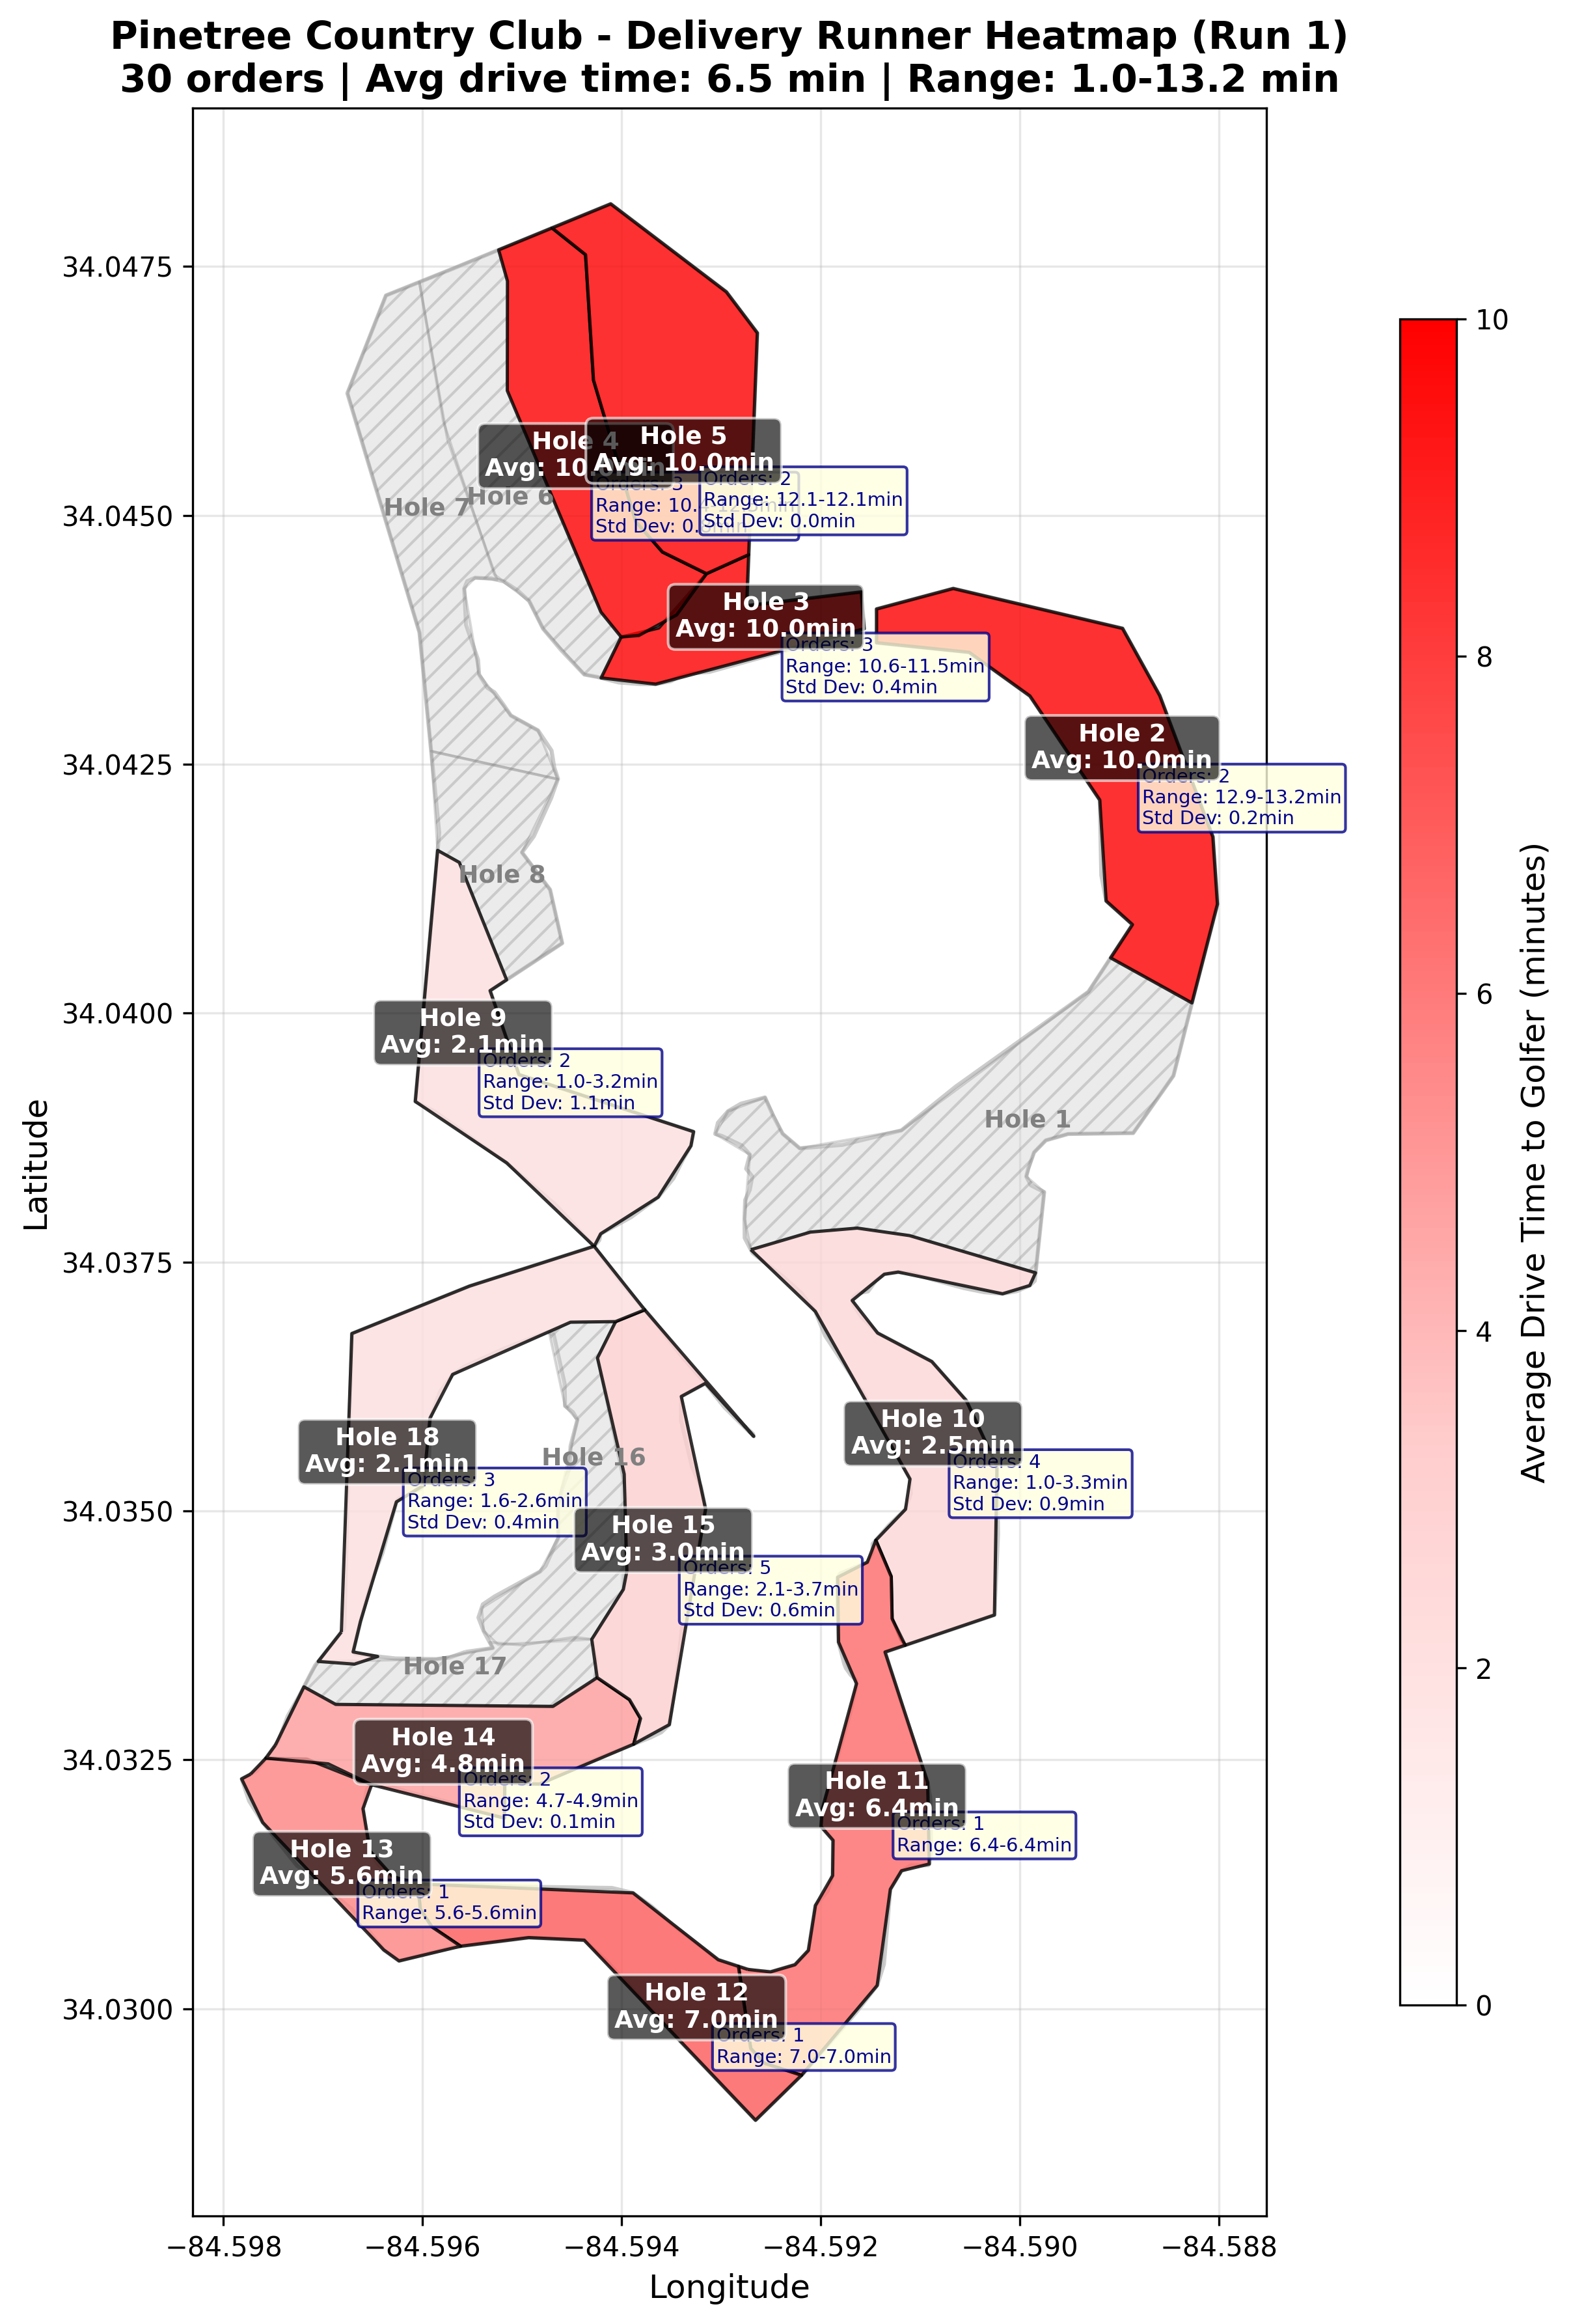 Pinetree Country Club - Delivery Runner Heatmap (Run 1)
30 orders | Avg drive time: 6.5 min | Range: 1.0-13.2 min
34.0475
34.0450
34.0425
34.0400
34.0375
34.0350
34.0325
34.0300
Latitude
Hole 4
Avg: 10.0min
Orders: 3
Std Dev:
Hole 5
Avg: 10.0min
Orders: 2
Range: 12.1-12.1min
Std Dev: 0.0min
Hole 7
Hole 6
Hole 3
Avg: 10.0min
Orders: 3
Range: 10.6-11.5min
Std Dev: 0.4min
Hole 2
Avg: 10.0min
Orders: 2
Range: 12.9-13.2min
Std Dev: 0.2min
Hole 8
Hole 9
Avg: 2.1min
Orders: 2
Range: 1.0-3.2min
Std Dev: 1.1min
Hole 1
Hole 10
Avg: 2.5min
Orders: 4
Range: 1.0-3.3min
Std Dev: 0.9min
Hole 18
Avg: 2.1min
Orders: 3
Range: 1.6-2.6min
Std Dev: 0.4min
Hole 16
Hole 15
Avg: 3.0min
Orders: 5
Range: 2.1-3.7min
Std Dev: 0.6min
Hole 17
Hole 14
Avg: 4.8min
Orders: 2
Range: 4.7-4.9min
Std Dev: 0.1min
Hole 11
Avg: 6.4min
Orders: 1
Range: 6.4-6.4min
Hole 13
Avg: 5.6min
Orders: 1
Range: 5.6-5.6min
Hole 12
Avg: 7.0min
Orders: 1
Range: 7.0-7.0min
−84.598
−84.596
−84.594
−84.592
−84.590
−84.588
Longitude
10
8
6
4
2
0
Average Drive Time to Golfer (minutes)